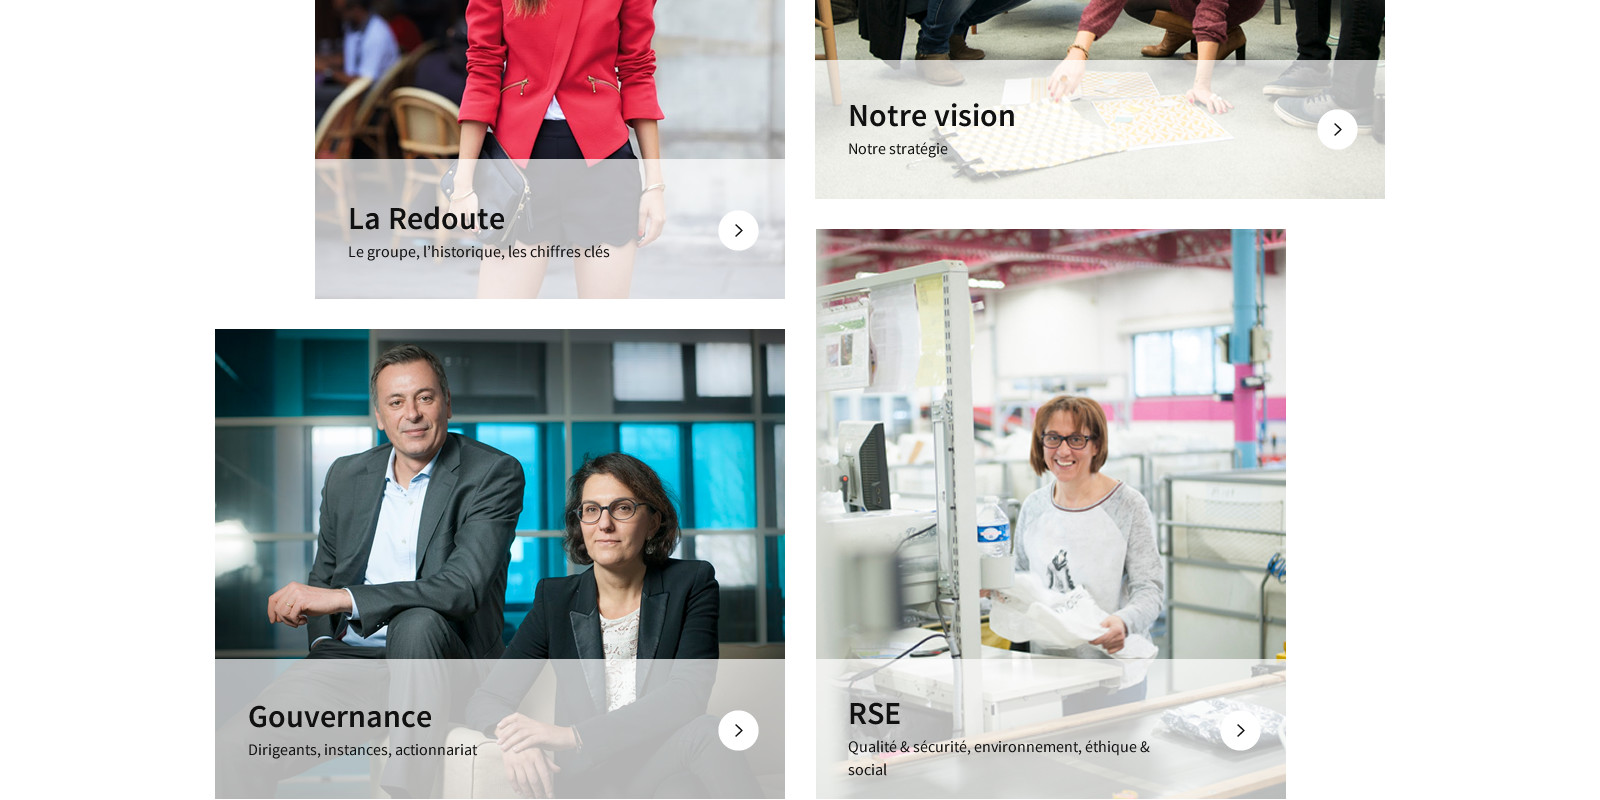 Notre vision
Notre stratégie
La Redoute
Le groupe, l’historique, les chiffres clés
Gouvernance
Dirigeants, instances, actionnariat
RSE
Qualité & sécurité, environnement, éthique &
social